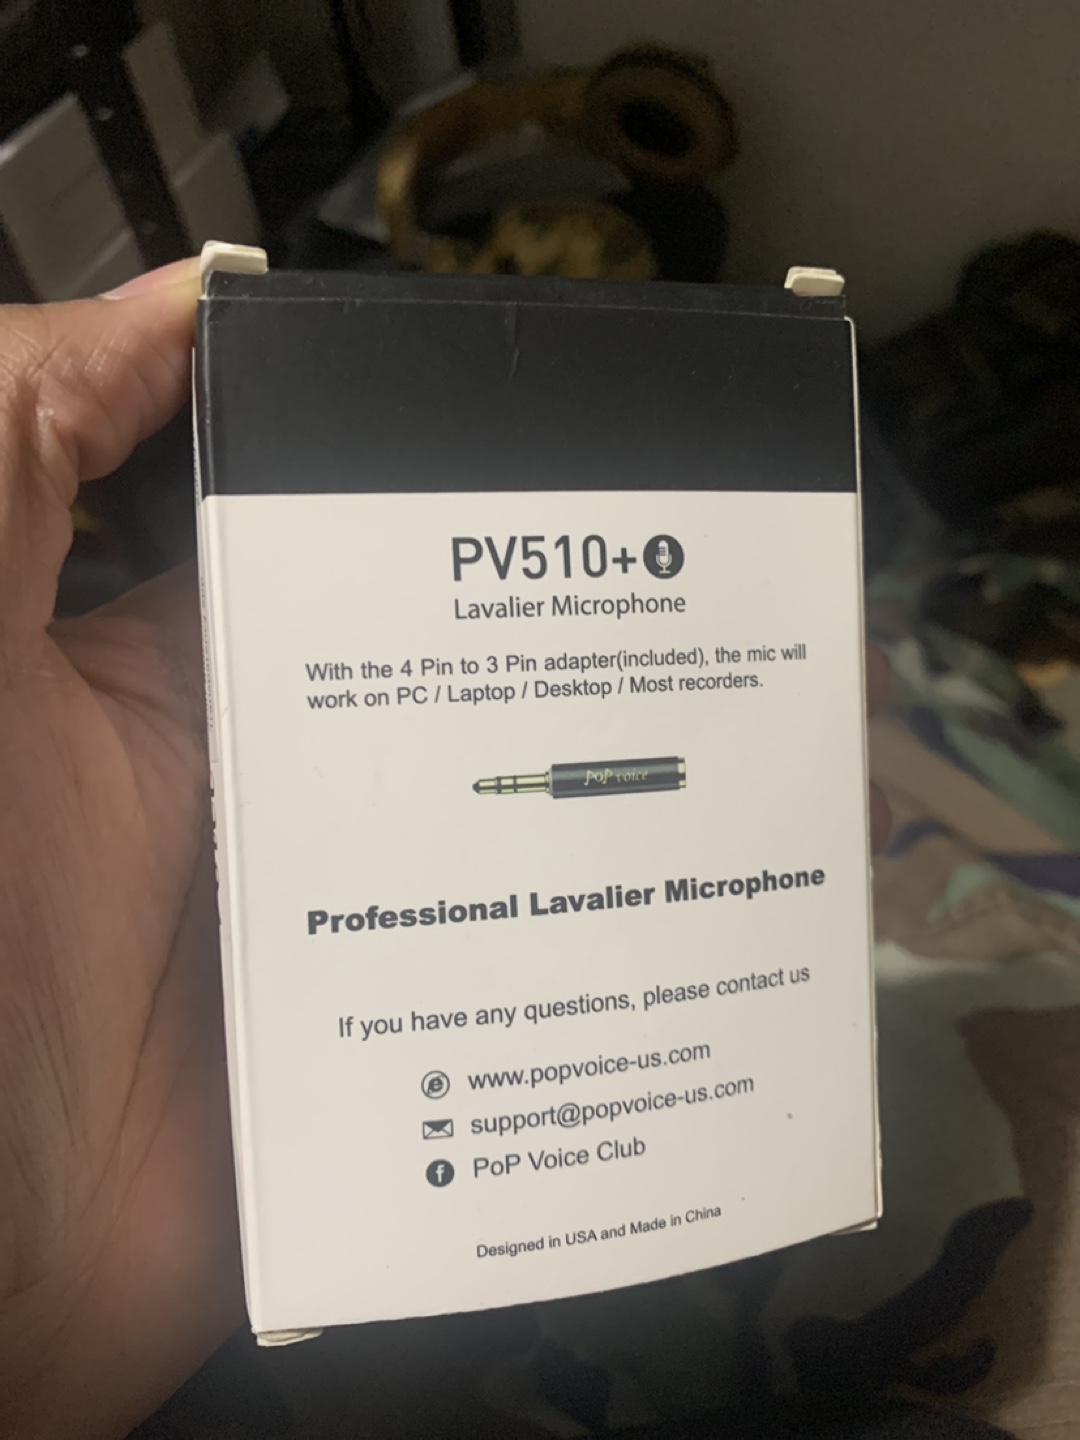 PV510+
Lavalier Microphone
With the 4 Pin to 3 Pin adapter(included), the mic will
work on PC / Laptop / Desktop / Most recorders.
PoP voice
Professional Lavalier Microphone
If you have any questions, please contact us
www.popvoice-us.com
support@popvoice-us.com
f PoP Voice Club
Designed in USA and Made in China